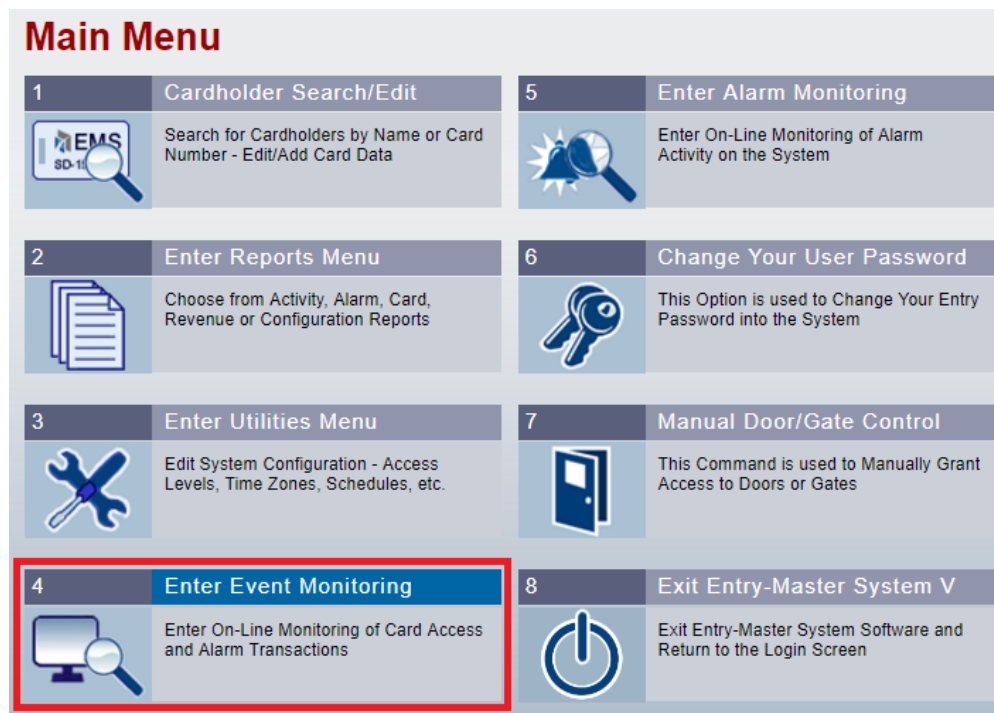 Main Menu
1
Cardholder Search/Edit
EMS
Search for Cardholders by Name or Card
Number - Edit/Add Card Data
2
Enter Reports Menu
Choose from Activity, Alarm, Card,
Revenue or Configuration Reports
3
Enter Utilities Menu
Edit System Configuration - Access
Levels, Time Zones, Schedules, etc.
4
Enter Event Monitoring
Enter On-Line Monitoring of Card Access
and Alarm Transactions
5
Enter Alarm Monitoring
Enter On-Line Monitoring of Alarm
Activity on the System
6
Change Your User Password
This Option is used to Change Your Entry
Password into the System
7
Manual Door/Gate Control
This Command is used to Manually Grant
Access to Doors or Gates
8
Exit Entry-Master System V
Exit Entry-Master System Software and
Return to the Login Screen